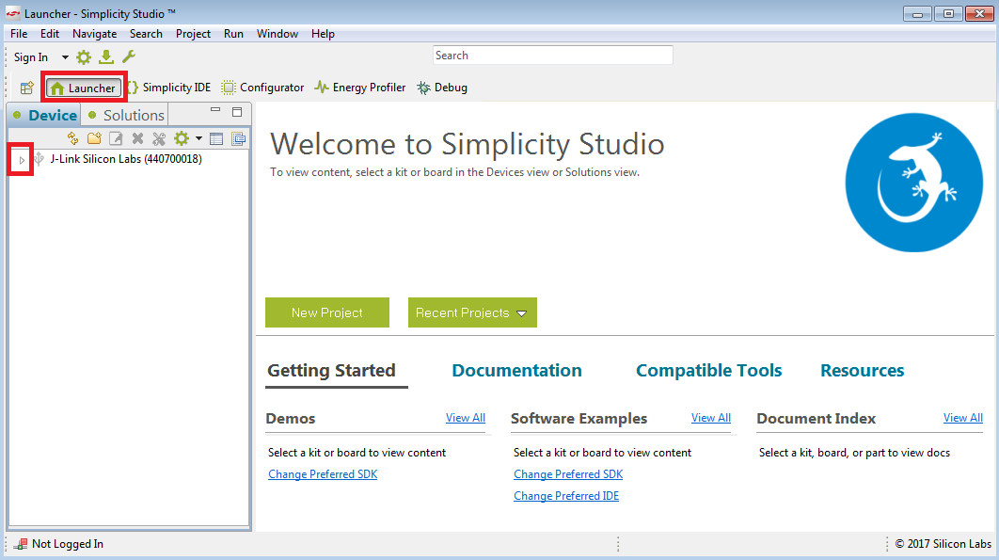 Launcher - Simplicity Studio ™
File Edit Navigate Search Project Run Window Help
Sign In Search
Launcher Simplicity IDE Configurator Energy Profiler Debug
Device Solutions
J-Link Silicon Labs (440700018)
Welcome to Simplicity Studio
To view content, select a kit or board in the Devices view or Solutions view.
New Project Recent Projects
Getting Started Documentation Compatible Tools Resources
Demos View All Software Examples View All Document Index View All
Select a kit or board to view content Select a kit or board to view content Select a kit, board, or part to view docs
Change Preferred SDK Change Preferred SDK
Change Preferred IDE
Not Logged In © 2017 Silicon Labs